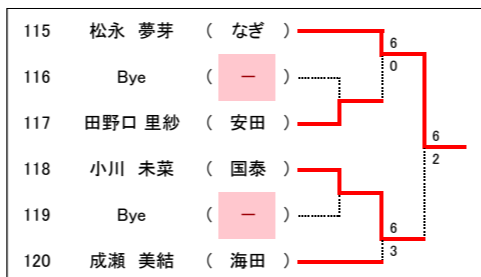 115 松永 夢芽 ( なぎ )
6
0
116 Bye ( － )
117 田野口 里紗 ( 安田 )
6
2
118 小川 未菜 ( 国泰 )
119 Bye ( － )
6
3
120 成瀬 美結 ( 海田 )